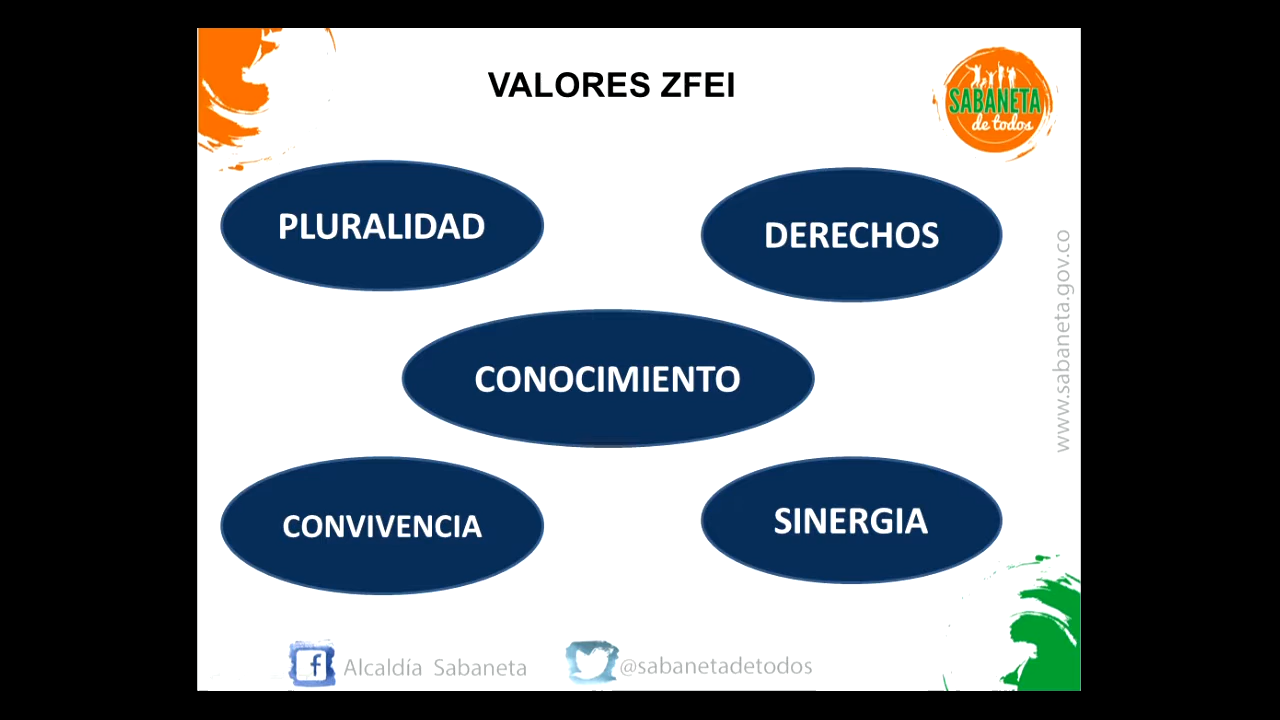 VALORES ZFEI
SABANETA
de todos
PLURALIDAD
DERECHOS
CONOCIMIENTO
CONVIVENCIA
SINERGIA
www.sabaneta.gov.co
f
Alcaldía Sabaneta
@sabanetadetodos